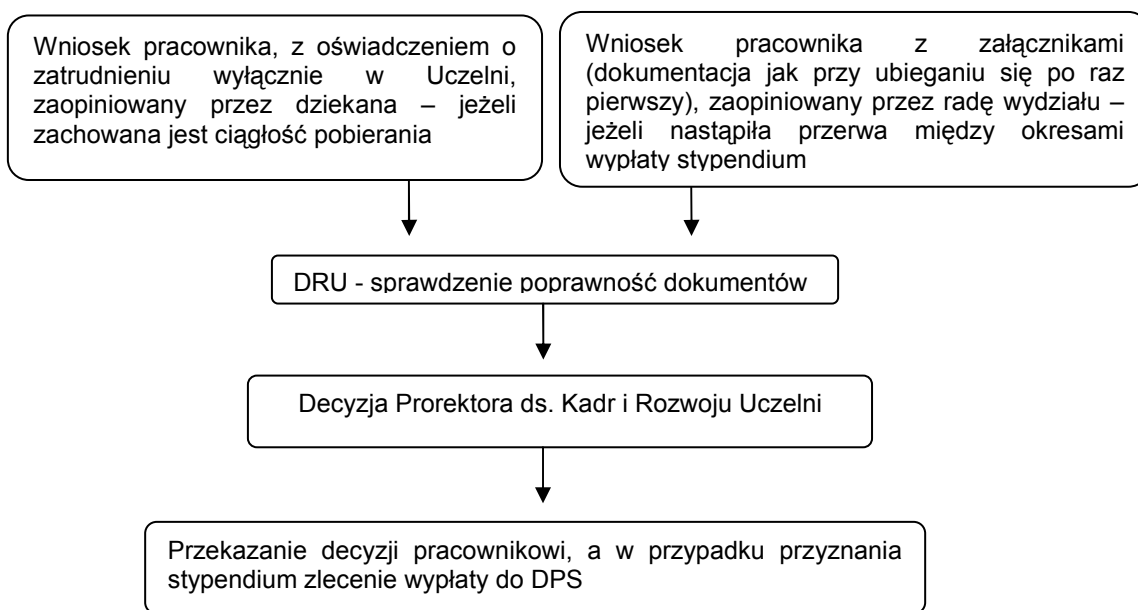 Wniosek pracownika, z oświadczeniem o
zatrudnieniu wyłącznie w Uczelni,
zaopiniowany przez dziekana – jeżeli
zachowana jest ciągłość pobierania
Wniosek pracownika z załącznikami
(dokumentacja jak przy ubieganiu się po raz
pierwszy), zaopiniowany przez radę wydziału –
jeżeli nastąpiła przerwa między okresami
wypłaty stypendium
DRU - sprawdzenie poprawność dokumentów
Decyzja Prorektora ds. Kadr i Rozwoju Uczelni
Przekazanie decyzji pracownikowi, a w przypadku przyznania
stypendium zlecenie wypłaty do DPS